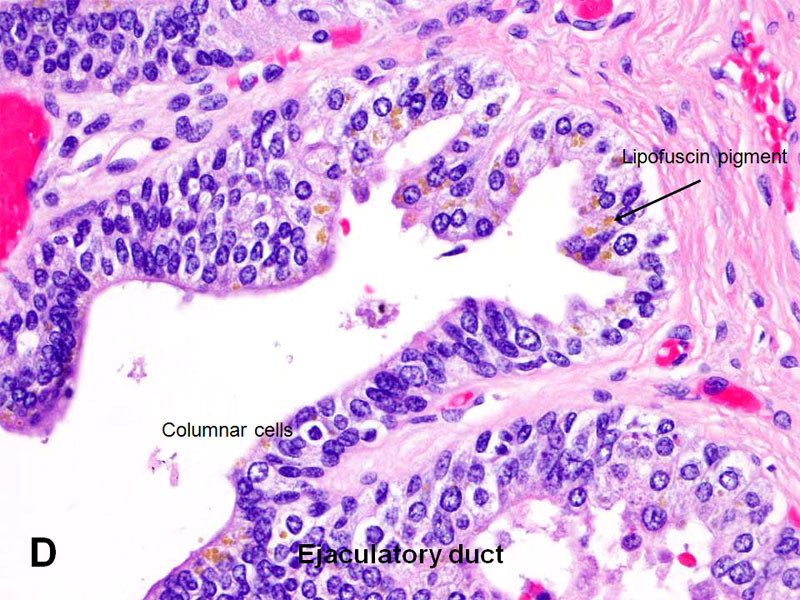 Lipofuscin pigment
Columnar cells
D
Ejaculatory duct